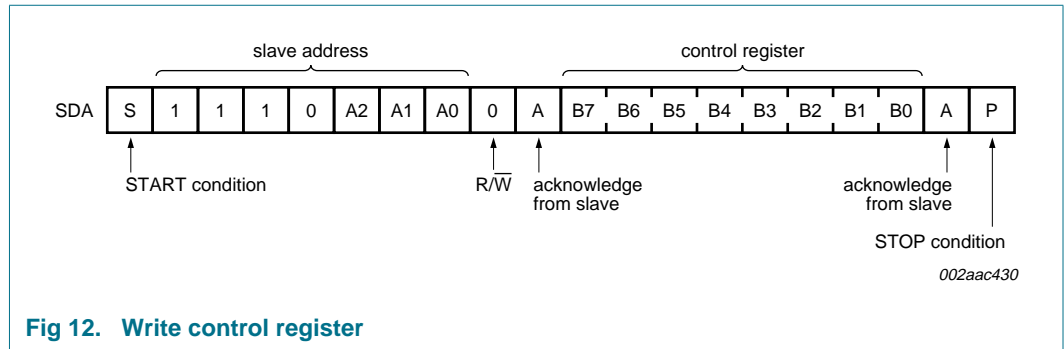 slave address control register
SDA S 1 1 1 0 A2 A1 A0 0 A B7 B6 B5 B4 B3 B2 B1 B0 A P
START condition R/W̅ acknowledge from slave acknowledge from slave
STOP condition
002aac430
Fig 12. Write control register